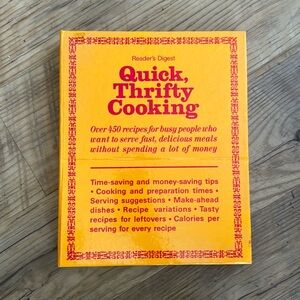 Reader's Digest
Quick,
Thrifty
Cooking
Over 450 recipes for busy people who
want to serve fast, delicious meals
without spending a lot of money
Time-saving and money-saving tips
• Cooking and preparation times •
Serving suggestions • Make-ahead
dishes • Recipe variations • Tasty
recipes for leftovers • Calories per
serving for every recipe